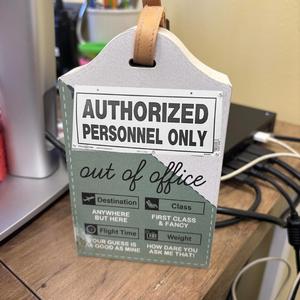 AUTHORIZED
PERSONNEL ONLY
out of office
Destination
Class
ANYWHERE
BUT HERE
FIRST CLASS
& FANCY
Flight Time
Weight
YOUR GUESS IS
AS GOOD AS MINE
HOW DARE YOU
ASK ME THAT!